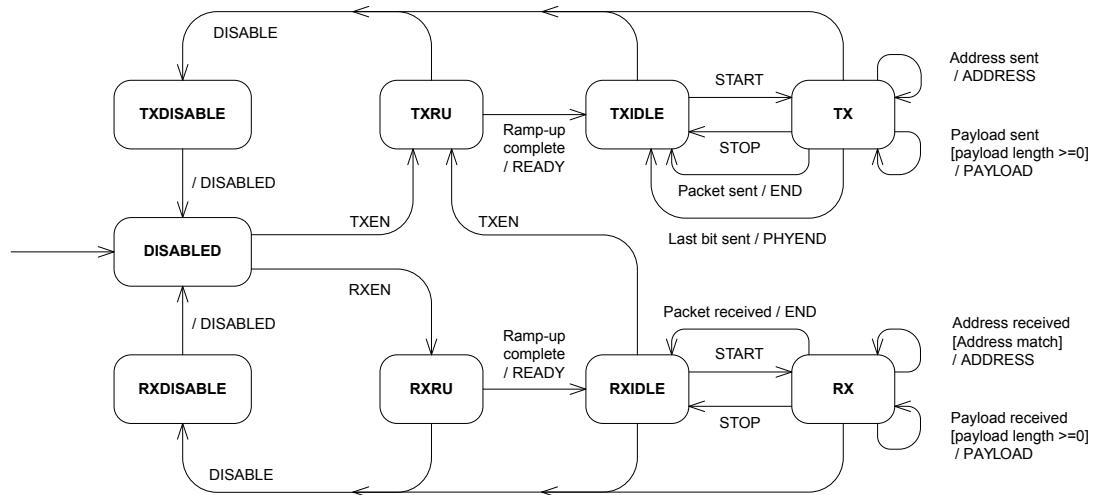 DISABLE
Address sent
/ ADDRESS
START
TXDISABLE
TXRU
TXIDLE
TX
Ramp-up
complete
/ READY
STOP
Payload sent
[payload length >=0]
/ PAYLOAD
/ DISABLED
Packet sent / END
TXEN
TXEN
Last bit sent / PHYEND
DISABLED
RXEN
Packet received / END
/ DISABLED
Ramp-up
complete
/ READY
START
Address received
[Address match]
/ ADDRESS
RXDISABLE
RXRU
RXIDLE
RX
STOP
Payload received
[payload length >=0]
/ PAYLOAD
DISABLE